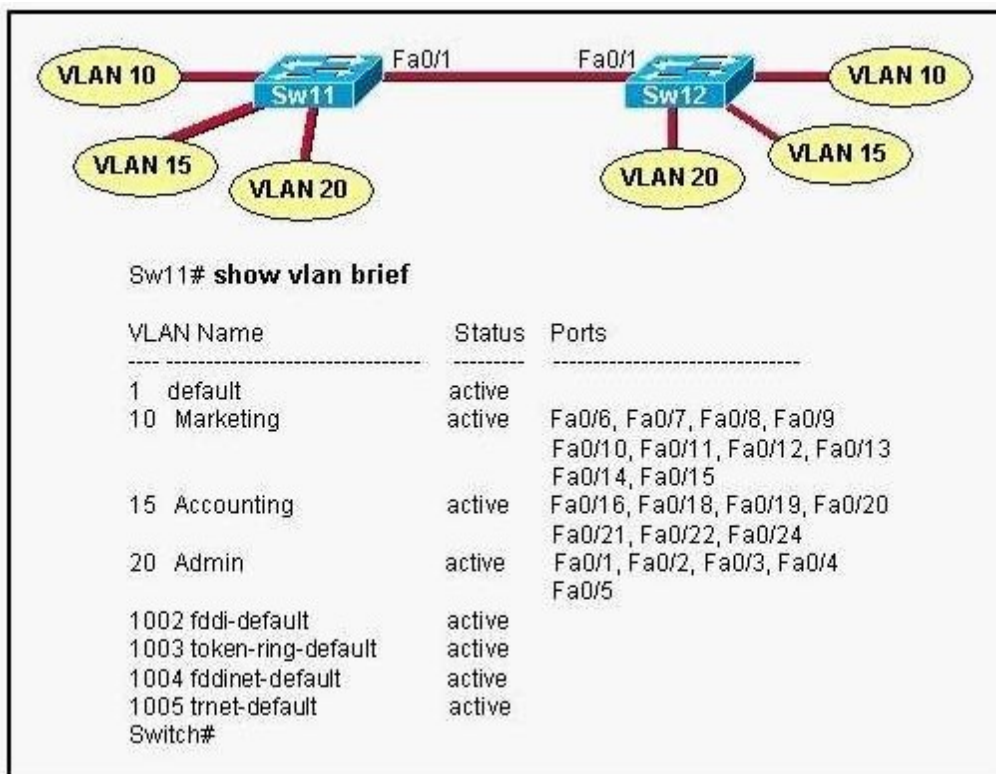 Fa0/1 Fa0/1
VLAN 10 Sw11 Sw12 VLAN 10
VLAN 15 VLAN 20 VLAN 20 VLAN 15
Sw11# show vlan brief
VLAN Name Status Ports
---- -------------------------------- --------- -------------------------------
1 default active
10 Marketing active Fa0/6, Fa0/7, Fa0/8, Fa0/9
Fa0/10, Fa0/11, Fa0/12, Fa0/13
Fa0/14, Fa0/15
15 Accounting active Fa0/16, Fa0/18, Fa0/19, Fa0/20
Fa0/21, Fa0/22, Fa0/24
20 Admin active Fa0/1, Fa0/2, Fa0/3, Fa0/4
Fa0/5
1002 fddi-default active
1003 token-ring-default active
1004 fddinet-default active
1005 trnet-default active
Switch#